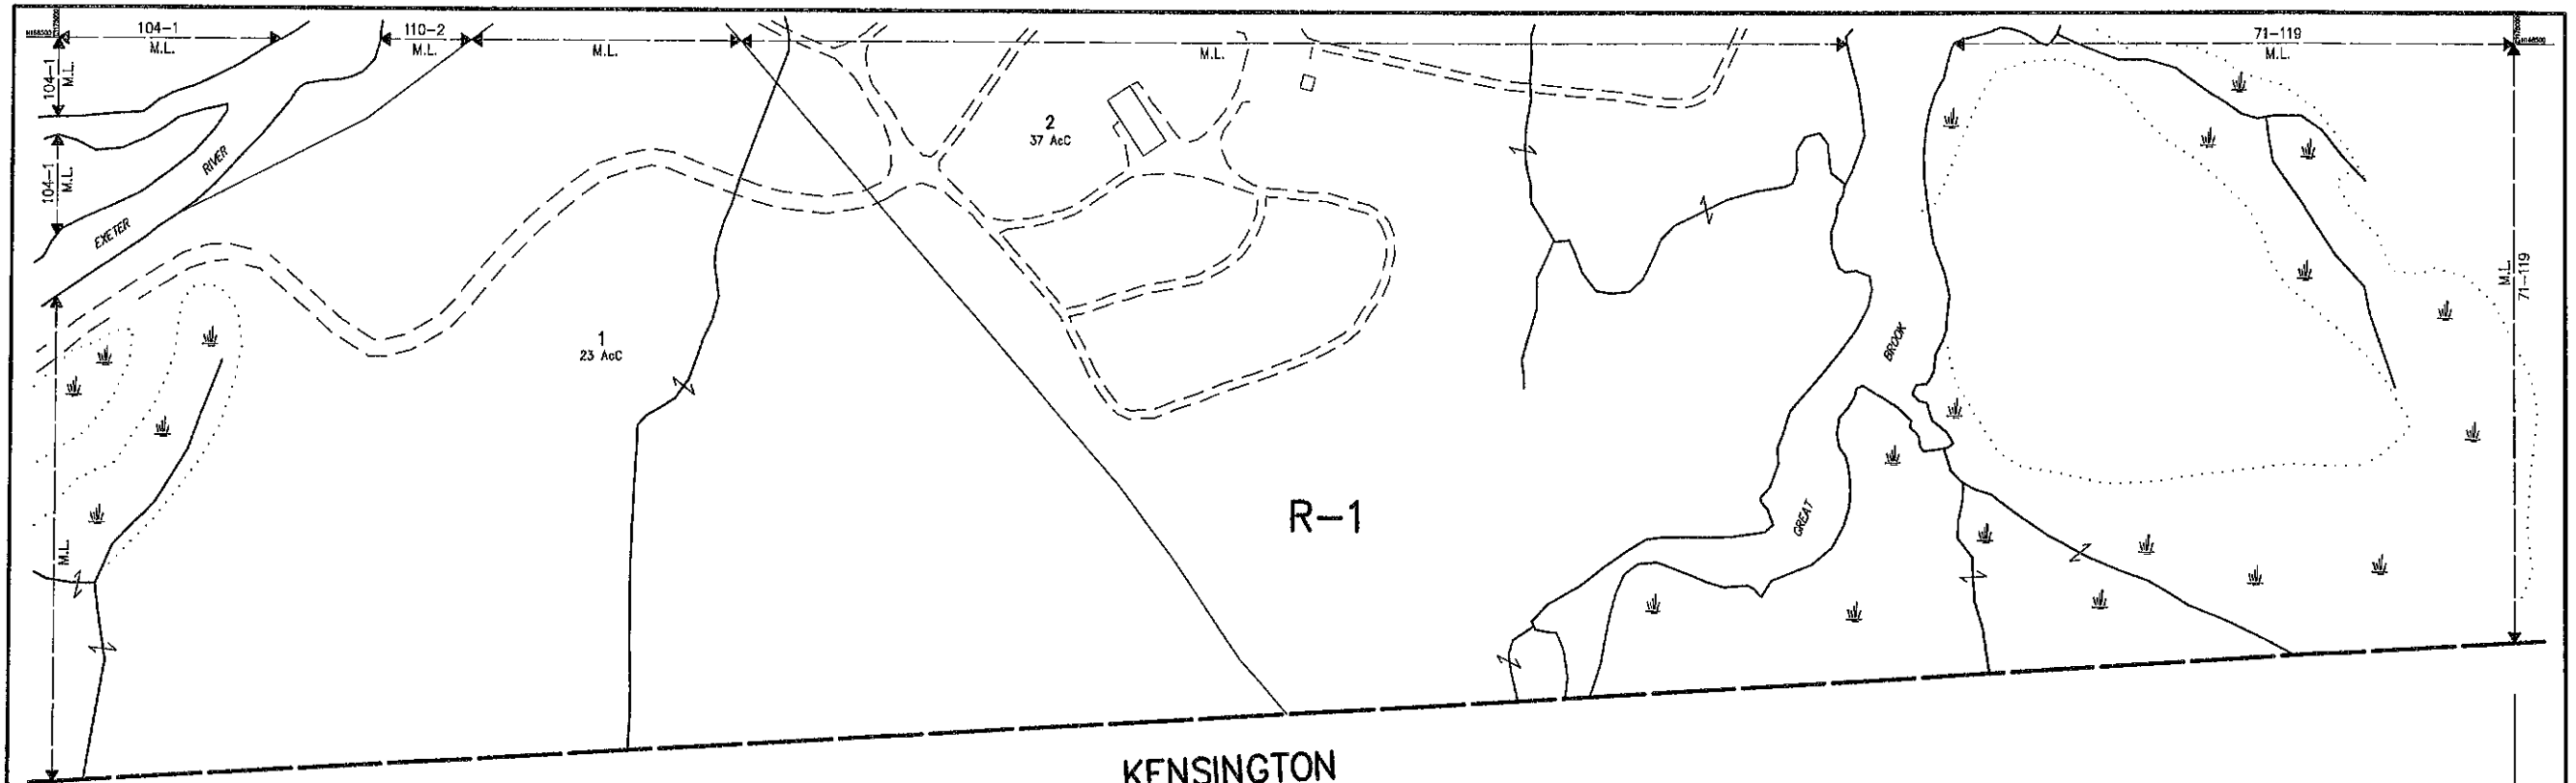 104-1
M.L.
110-2
M.L.
M.L.
M.L.
71-119
M.L.
104-1
M.L.
104-1
M.L.
EXETER
RIVER
2
37 AcC
1
23 AcC
M.L.
71-119
BROOK
GREAT
R-1
M.L.
KENSINGTON